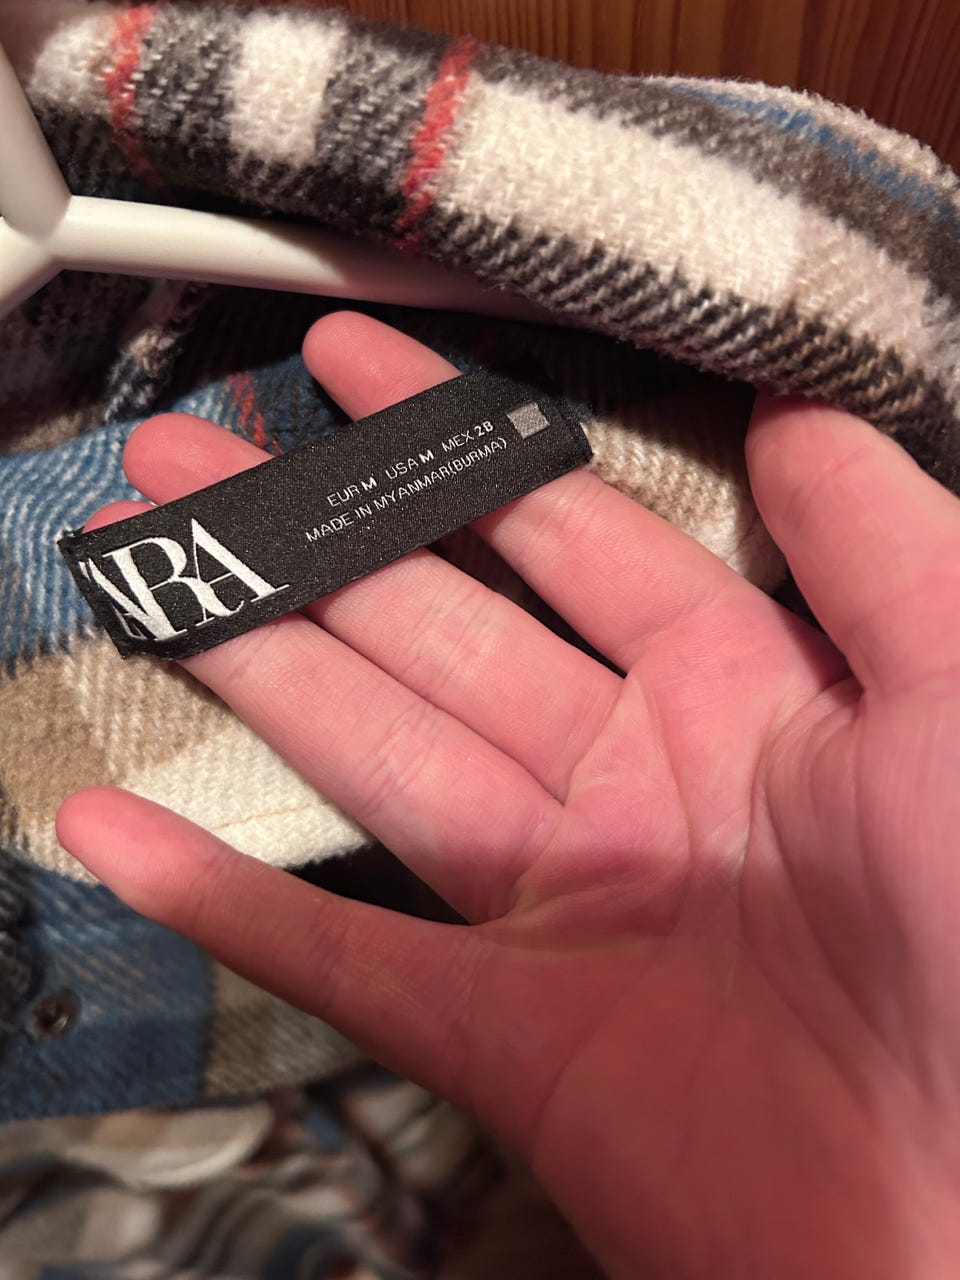 ZARA
EUR M USA M MEX 28
MADE IN MYANMAR(BURMA)